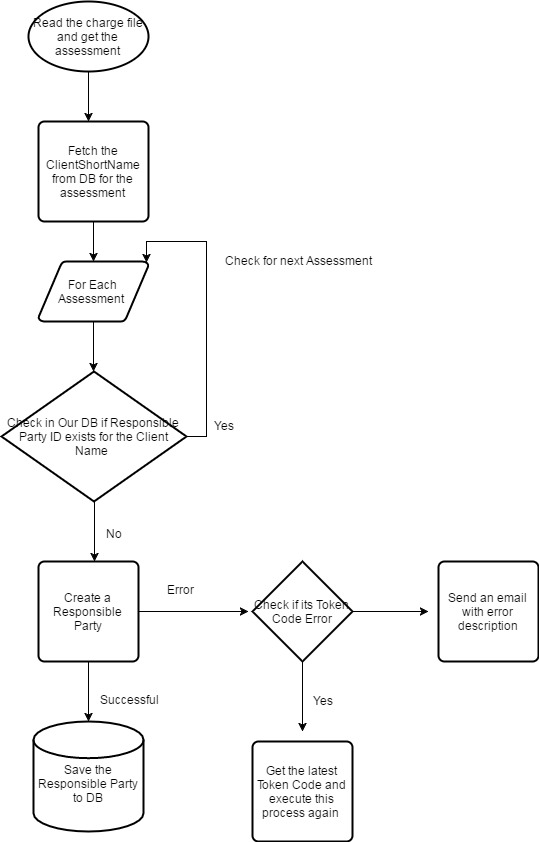 Read the charge file
and get the
assessment
Fetch the
ClientShortName
from DB for the
assessment
Check for next Assessment
For Each
Assessment
Check in Our DB if Responsible
Party ID exists for the Client
Name
Yes
No
Create a
Responsible
Party
Error
Check if its Token
Code Error
Send an email
with error
description
Successful
Yes
Save the
Responsible Party
to DB
Get the latest
Token Code and
execute this
process again